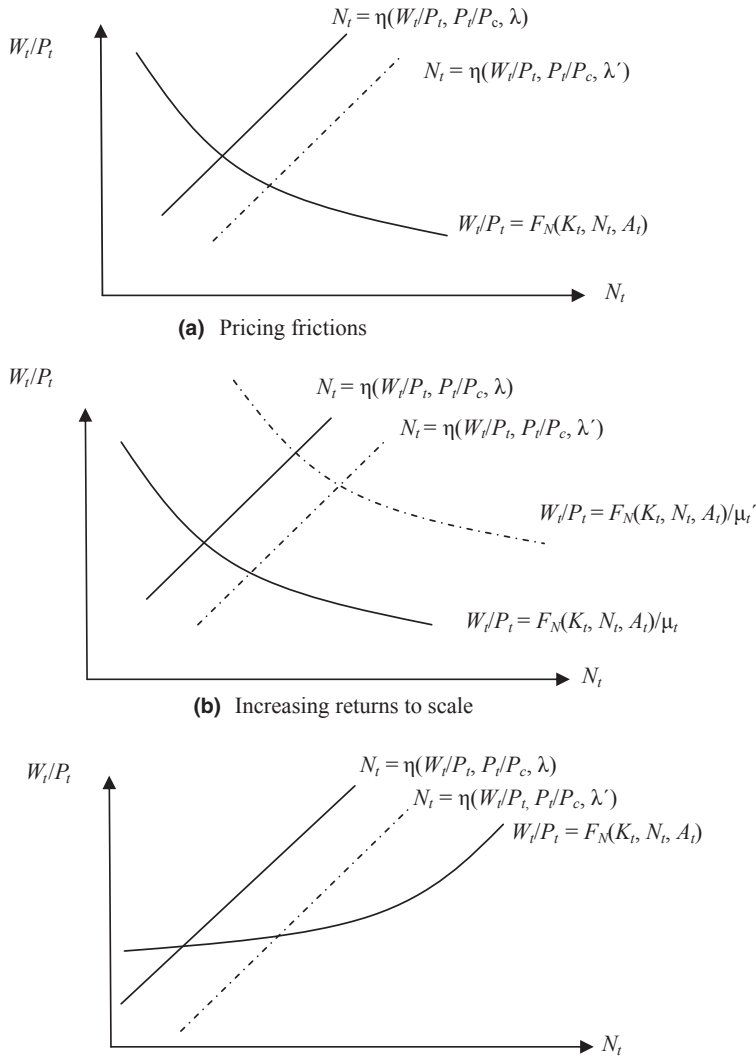 N_t = η(W_t/P_t, P_t/P_c, λ)
W_t/P_t
N_t = η(W_t/P_t, P_t/P_c, λ´)
W_t/P_t = F_N(K_t, N_t, A_t)
N_t
(a) Pricing frictions
W_t/P_t
N_t = η(W_t/P_t, P_t/P_c, λ)
N_t = η(W_t/P_t, P_t/P_c, λ´)
W_t/P_t = F_N(K_t, N_t, A_t)/μ_t´
W_t/P_t = F_N(K_t, N_t, A_t)/μ_t
N_t
(b) Increasing returns to scale
W_t/P_t
N_t = η(W_t/P_t, P_t/P_c, λ)
N_t = η(W_t/P_t, P_t/P_c, λ´)
W_t/P_t = F_N(K_t, N_t, A_t)
N_t